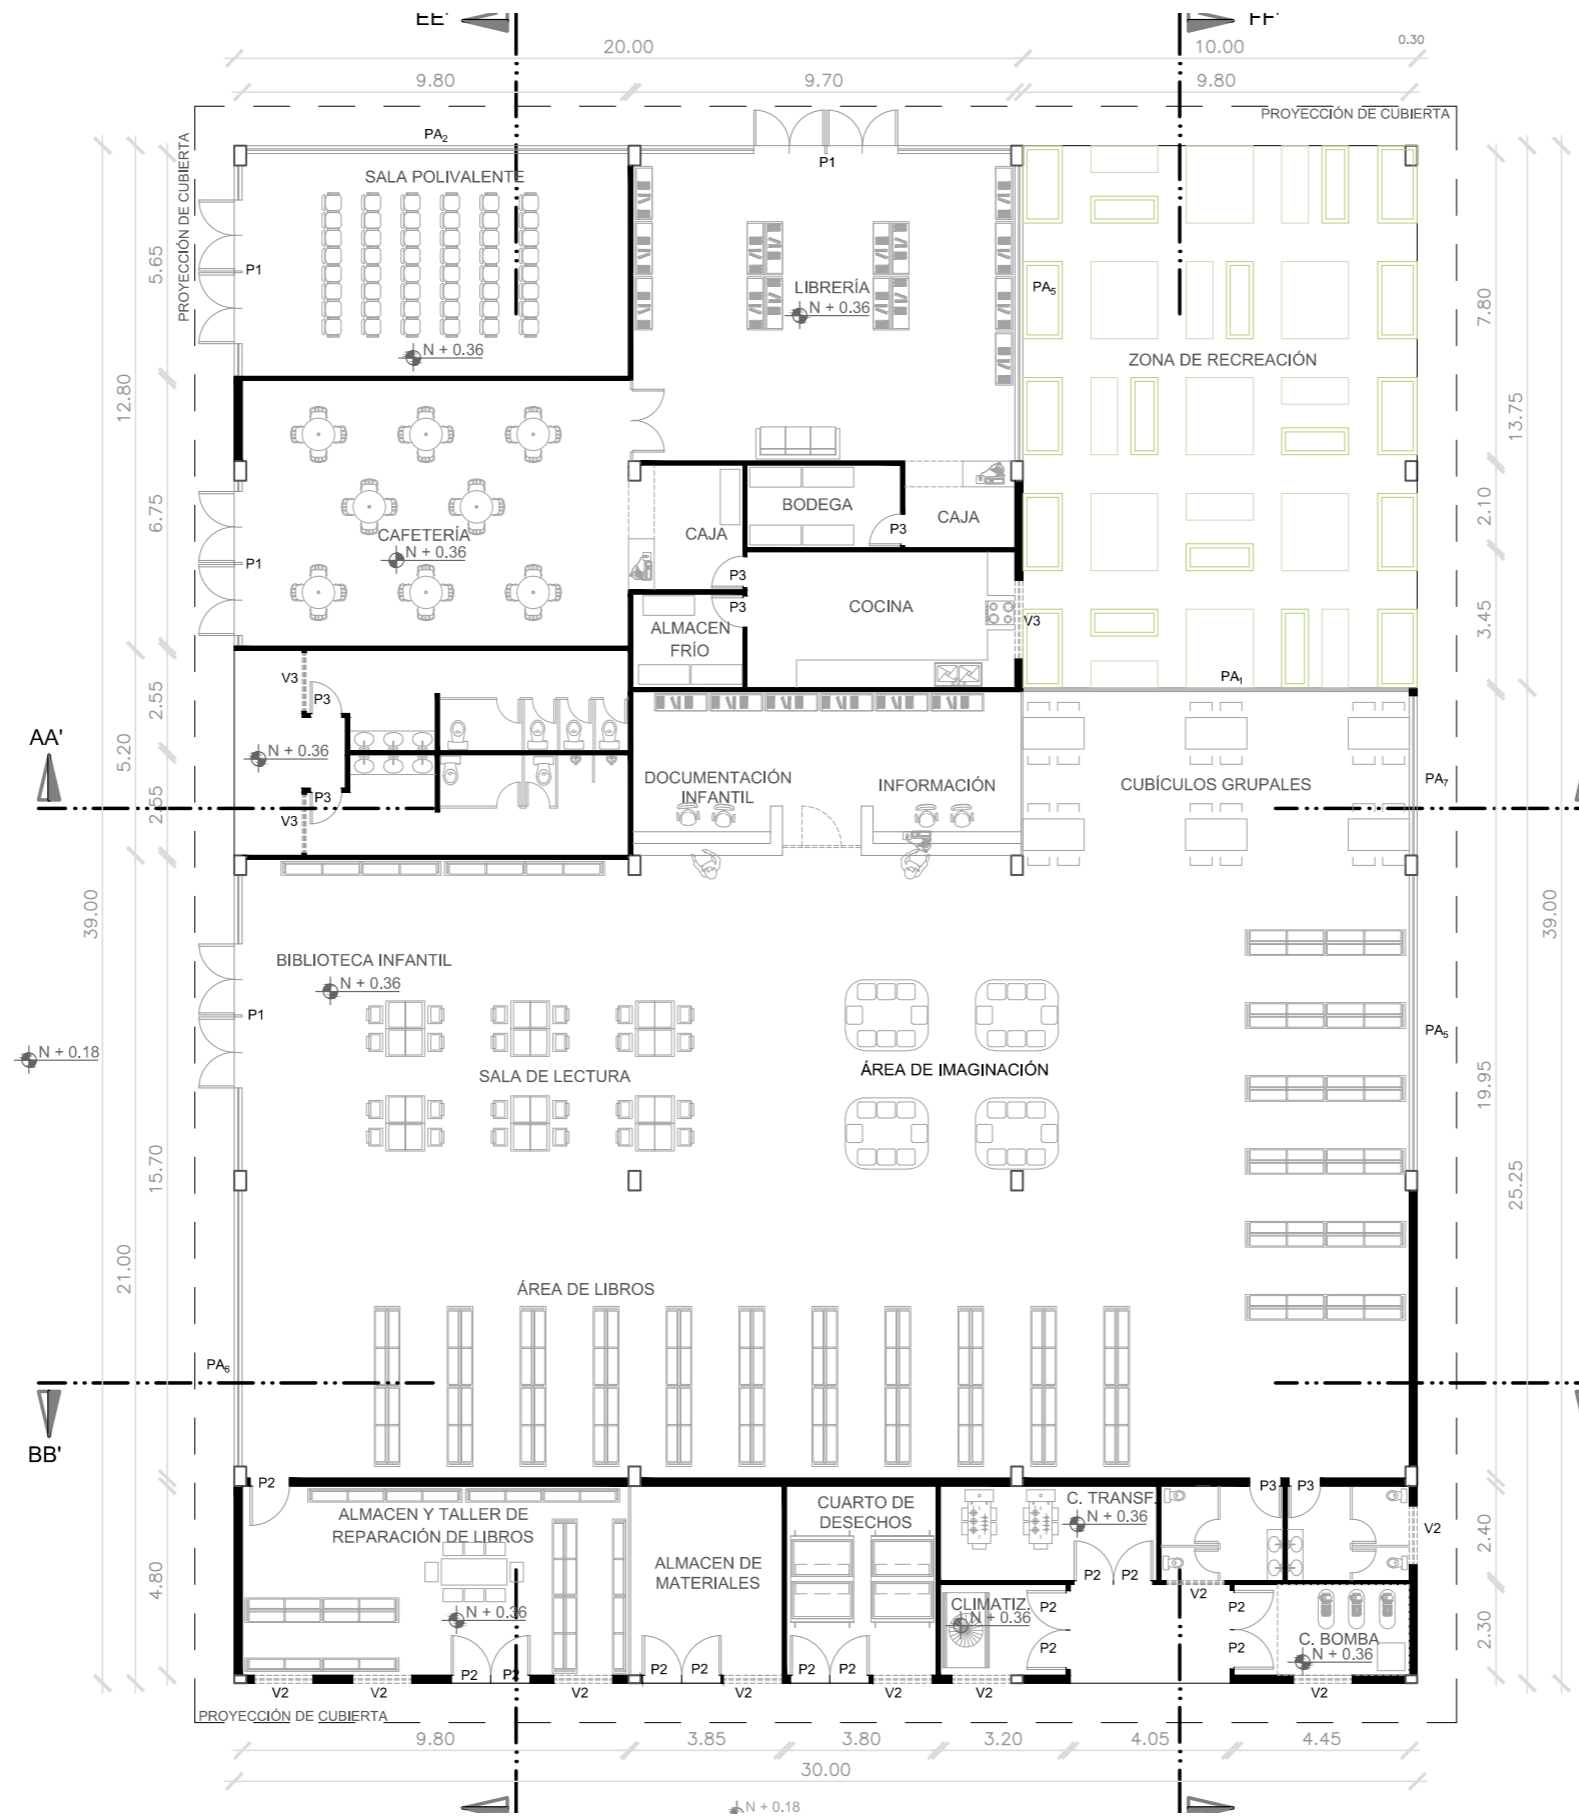 EE'
FF'
20.00
10.00
0.30
9.80
9.70
9.80
PROYECCIÓN DE CUBIERTA
PROYECCIÓN DE CUBIERTA
PA2
P1
SALA POLIVALENTE
5.65
P1
LIBRERÍA
N + 0.36
N + 0.36
PA5
7.80
ZONA DE RECREACIÓN
12.80
13.75
6.75
BODEGA
CAJA
P3
CAJA
2.10
CAFETERÍA
N + 0.36
P1
P3
P3
COCINA
ALMACEN
FRÍO
V3
3.45
V3
P3
PA1
2.55
AA'
5.20
N + 0.36
DOCUMENTACIÓN
INFANTIL
INFORMACIÓN
CUBÍCULOS GRUPALES
PA7
2.55
P3
V3
39.00
39.00
BIBLIOTECA INFANTIL
N + 0.36
P1
PA5
N + 0.18
SALA DE LECTURA
ÁREA DE IMAGINACIÓN
19.95
15.70
25.25
21.00
ÁREA DE LIBROS
PA6
BB'
P2
P3
P3
ALMACEN Y TALLER DE
REPARACIÓN DE LIBROS
CUARTO DE
DESECHOS
C. TRANSF.
N + 0.36
V2
2.40
4.80
ALMACEN DE
MATERIALES
P2
P2
V2
N + 0.36
CLIMATIZ.
N + 0.36
P2
P2
P2
P2
C. BOMBA
N + 0.36
2.30
P2
P2
P2
P2
P2
P2
V2
V2
V2
V2
V2
V2
V2
PROYECCIÓN DE CUBIERTA
9.80
3.85
3.80
3.20
4.05
4.45
30.00
N + 0.18